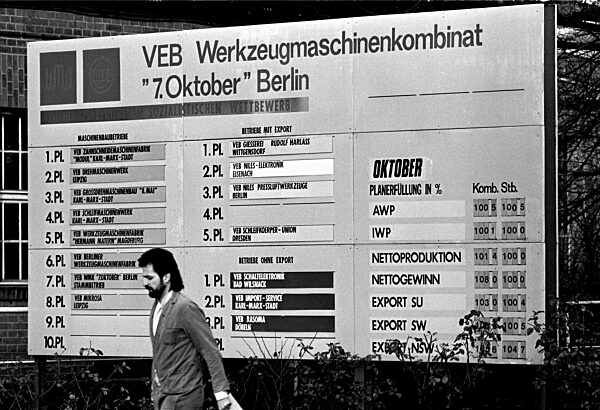 VEB Werkzeugmaschinenkombinat
"7.Oktober" Berlin
SOZIALISTISCHEN WETTBEWERB
MASCHINENBAUBETRIEBE
1.PL. VEB ZAHNSCHNEIDEMASCHINENFABRIK
"MODUL" KARL-MARX-STADT
2.PL. VEB DREHMASCHINENWERK
LEIPZIG
3.PL. VEB GROSSDREHMASCHINENBAU "8.MAI"
KARL-MARX-STADT
4.PL. VEB SCHLEIFMASCHINENWERK
KARL-MARX-STADT
5.PL. VEB WERKZEUGMASCHINENFABRIK
"HERMANN MATERN" MAGDEBURG
6.PL. VEB BERLINER
WERKZEUGMASCHINENFABRIK
7.PL. VEB WMK "7.OKTOBER" BERLIN
STAMMBETRIEB
8.PL. VEB MIKROSA
LEIPZIG
9.PL.
10.PL.
BETRIEBE MIT EXPORT
1.PL. VEB GIESSEREI RUDOLF HARLASS
WITTGENSDORF
2.PL. VEB NILES-ELEKTRONIK
EISENACH
3.PL. VEB NILES PRESSLUFTWERKZEUGE
BERLIN
4.PL.
5.PL. VEB SCHLEIFKÖRPER-UNION
DRESDEN
BETRIEBE OHNE EXPORT
1.PL. VEB SCHALTELEKTRONIK
BAD WILSNACK
2.PL. VEB IMPORT-SERVICE
KARL-MARX-STADT
3.PL. VEB RASOMA
DÖBELN
OKTOBER
PLANERFÜLLUNG IN % Komb. Stb.
AWP 100 5 100 5
IWP 100 1 100 0
NETTOPRODUKTION 101 4 100 0
NETTOGEWINN 108 0 100 0
EXPORT SU 103 0
EXPORT SW 100 0
EXPORT NSW 104